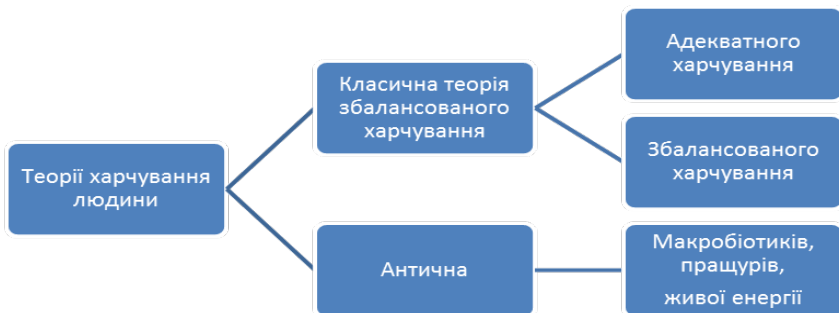 Теорії харчування
людини
Класична теорія
збалансованого
харчування
Адекватного
харчування
Збалансованого
харчування
Антична
Макробіотиків,
пращурів,
живої енергії